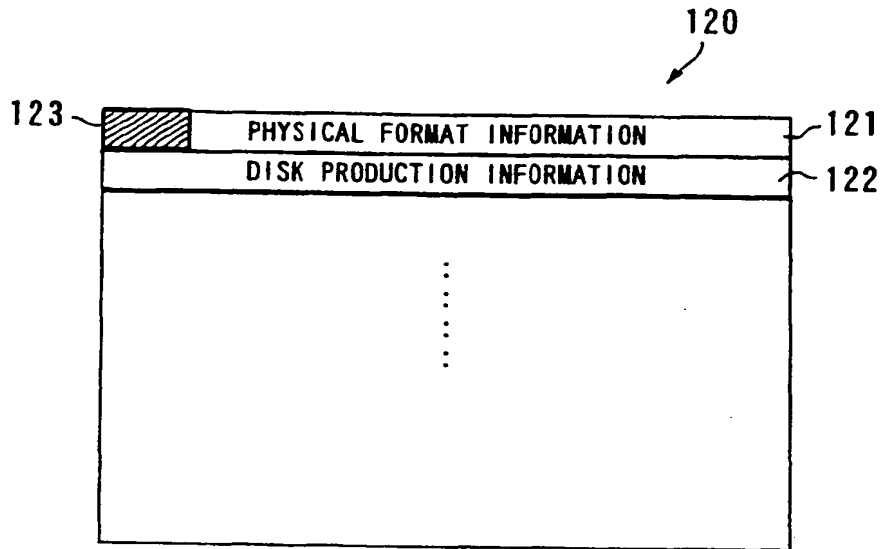 120
123 PHYSICAL FORMAT INFORMATION 121
DISK PRODUCTION INFORMATION 122